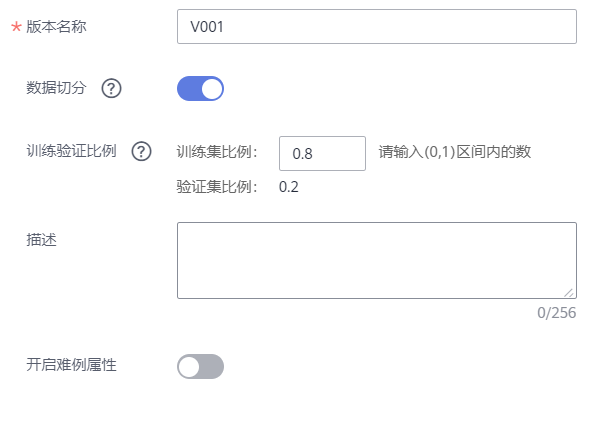 * 版本名称 V001
数据切分 ?
训练验证比例 ? 训练集比例： 0.8 请输入(0,1)区间内的数
验证集比例： 0.2
描述
0/256
开启难例属性